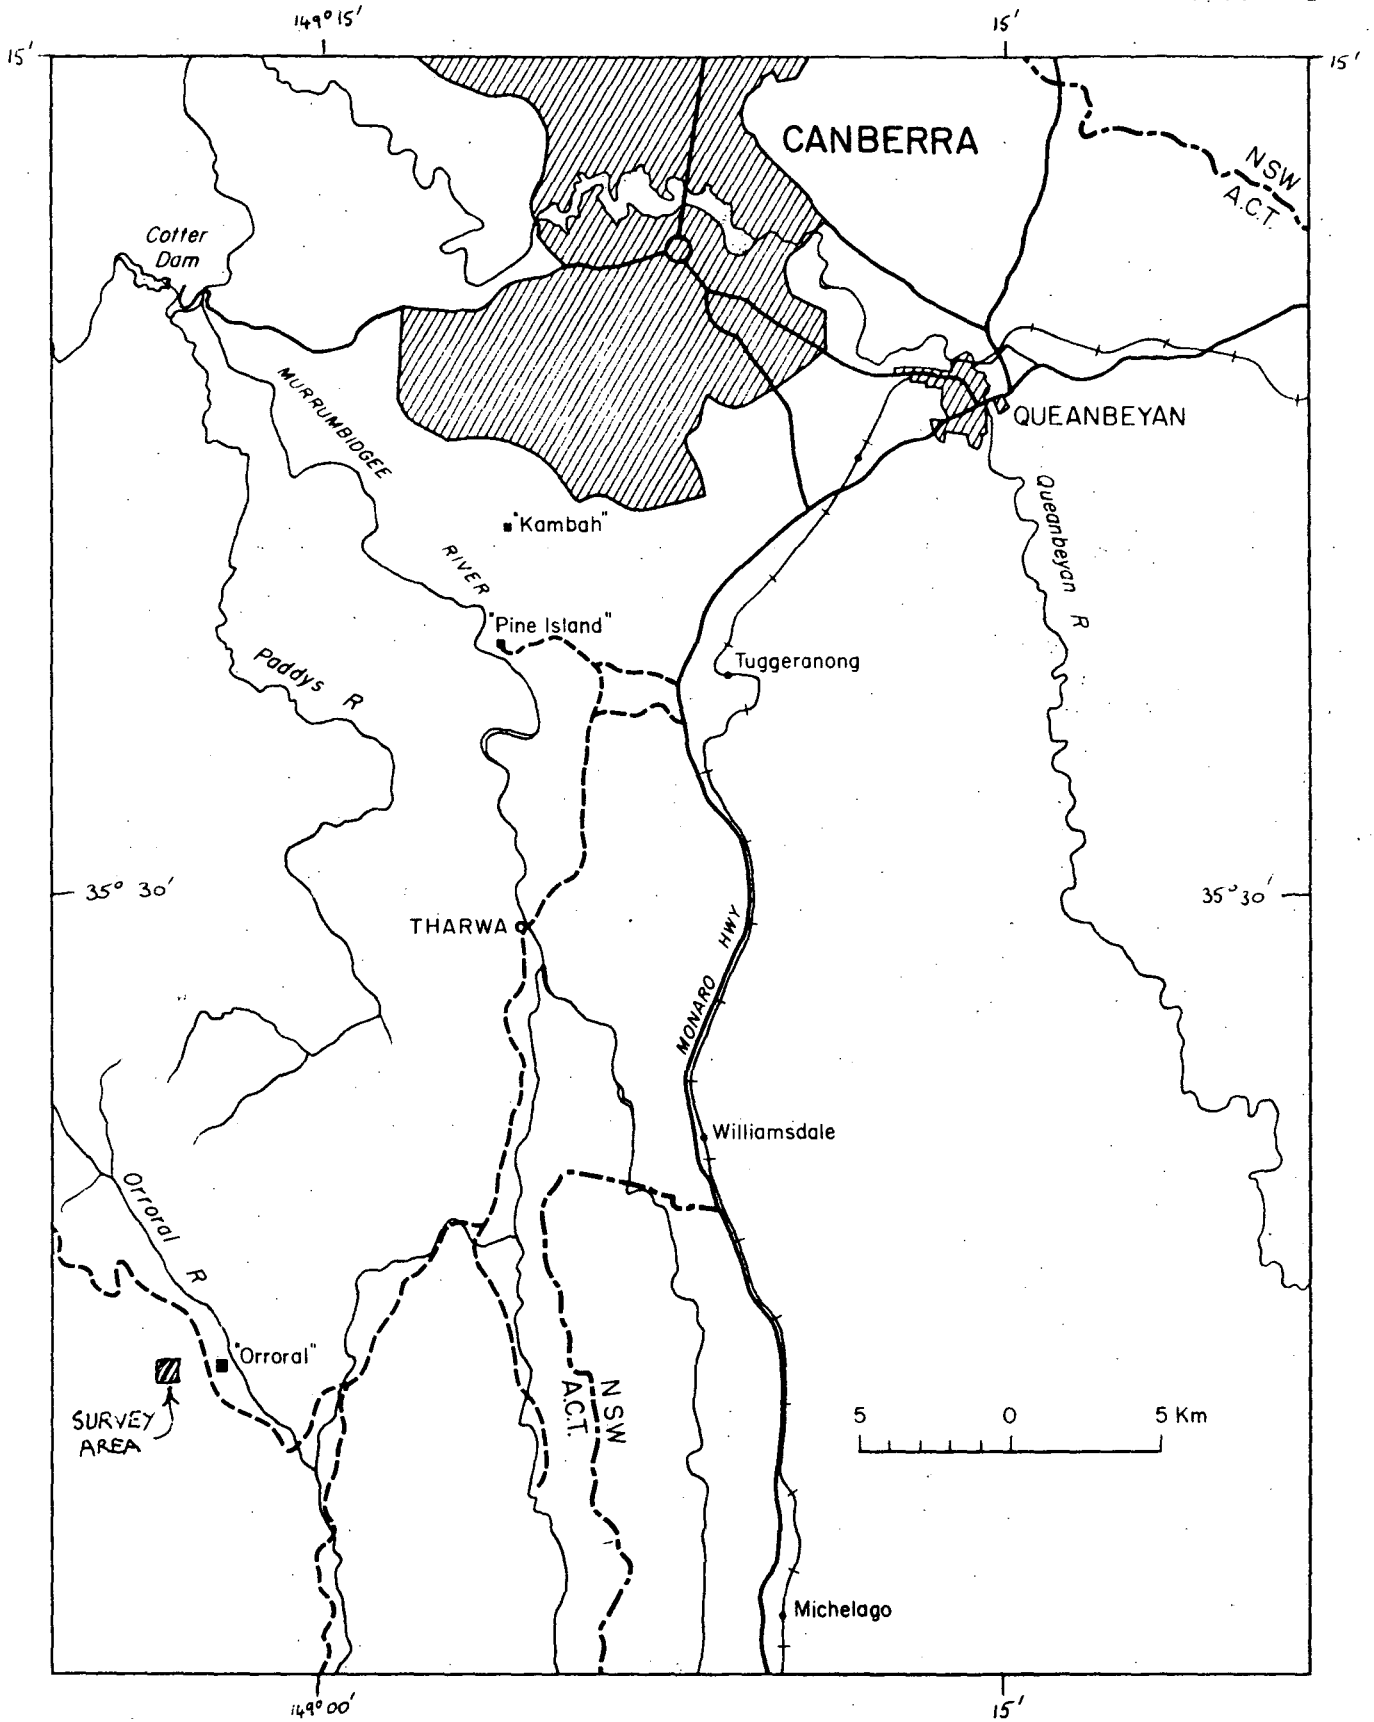 149° 15'
15'
15'
15'
CANBERRA
NSW
A.C.T.
Cotter
Dam
MURRUMBIDGEE
QUEANBEYAN
Queanbeyan R
"Kambah"
RIVER
"Pine Island"
Tuggeranong
Paddys R
35° 30'
35° 30'
THARWA
MONARO HWY
Williamsdale
Orroral R
"Orroral"
SURVEY
AREA
NSW
A.C.T.
5 0 5 Km
Michelago
149° 00'
15'